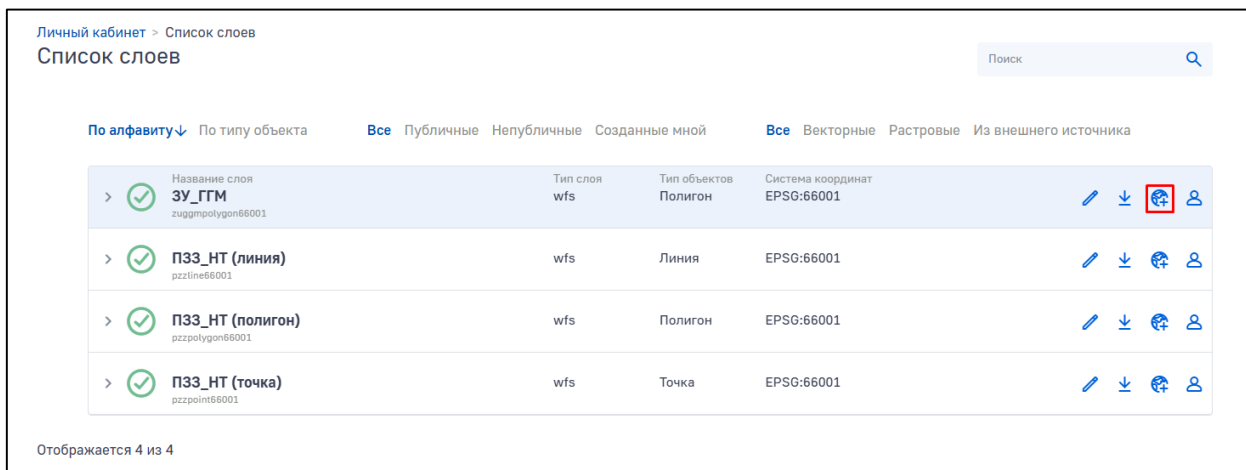 Личный кабинет > Список слоев
Список слоев
Поиск
По алфавиту↓ По типу объекта Все Публичные Непубличные Созданные мной Все Векторные Растровые Из внешнего источника
Название слоя Тип слоя Тип объектов Система координат
ЗУ_ГГМ wfs Полигон EPSG:66001
zuggmpolygon66001
ПЗЗ_НТ (линия) wfs Линия EPSG:66001
pzzline66001
ПЗЗ_НТ (полигон) wfs Полигон EPSG:66001
pzzpolygon66001
ПЗЗ_НТ (точка) wfs Точка EPSG:66001
pzzpoint66001
Отображается 4 из 4